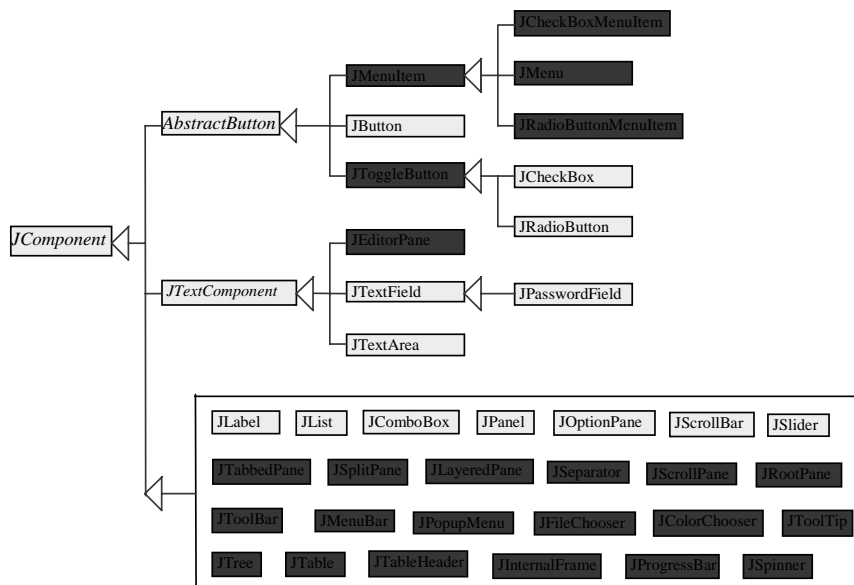 JCheckBoxMenuItem
JMenuItem
JMenu
AbstractButton
JButton
JRadioButtonMenuItem
JToggleButton
JCheckBox
JRadioButton
JComponent
JEditorPane
JTextComponent
JTextField
JPasswordField
JTextArea
JLabel JList JComboBox JPanel JOptionPane JScrollBar JSlider
JTabbedPane JSplitPane JLayeredPane JSeparator JScrollPane JRootPane
JToolBar JMenuBar JPopupMenu JFileChooser JColorChooser JToolTip
JTree JTable JTableHeader JInternalFrame JProgressBar JSpinner